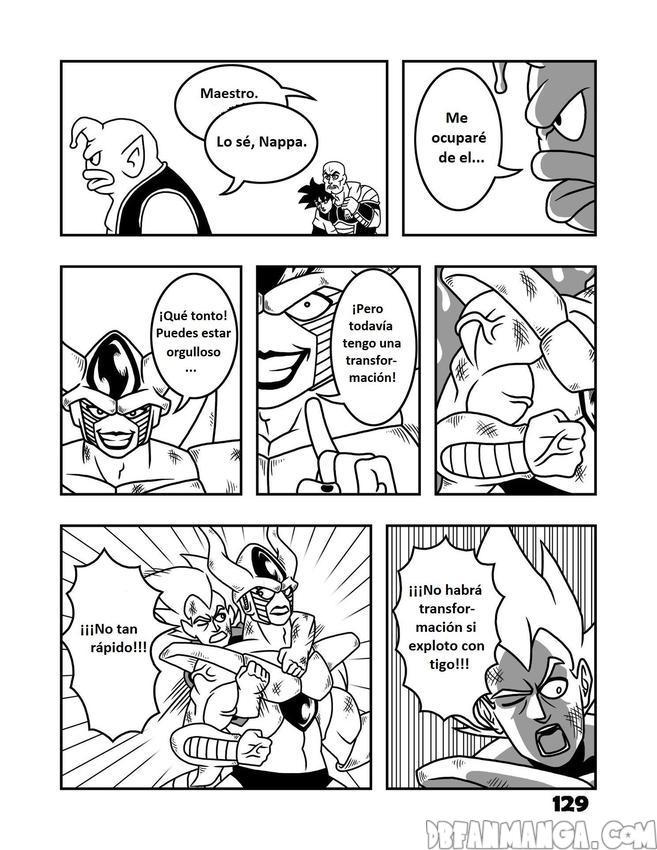 Maestro.
Lo sé, Nappa.
Me
ocuparé
de el...
¡Qué tonto!
Puedes estar
orgulloso
...
¡Pero
todavía
tengo una
transfor-
mación!
¡¡¡No tan
rápido!!!
¡¡¡No habrá
transfor-
mación si
exploto con
tigo!!!
129
DBFANMANGA.COM